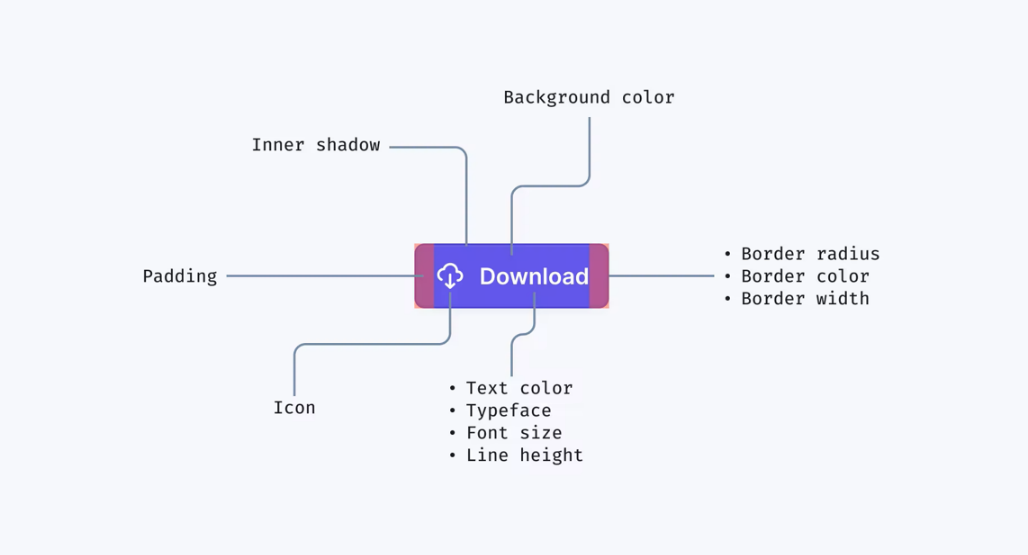 Background color
Inner shadow
Padding
Download
• Border radius
• Border color
• Border width
Icon
• Text color
• Typeface
• Font size
• Line height